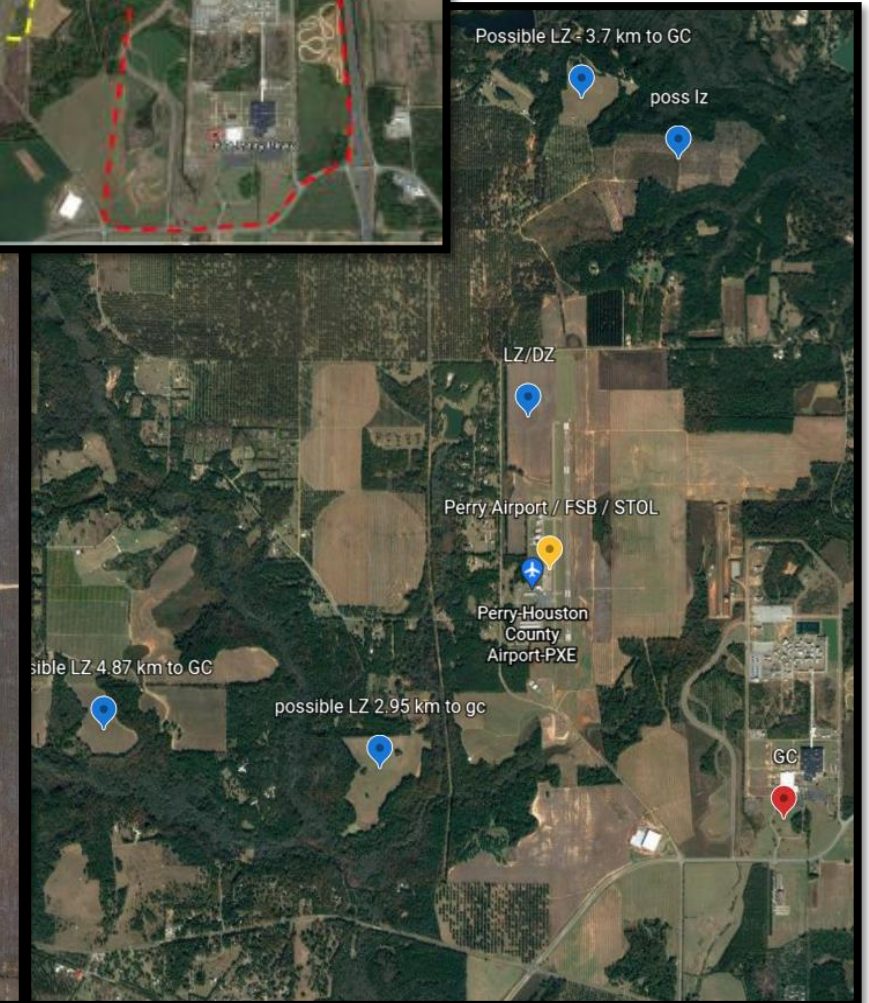 Possible LZ - 3.7 km to GC
poss lz
LZ/DZ
Perry Airport / FSB / STOL
Perry-Houston
County
Airport-PXE
sible LZ 4.87 km to GC
possible LZ 2.95 km to gc
GC